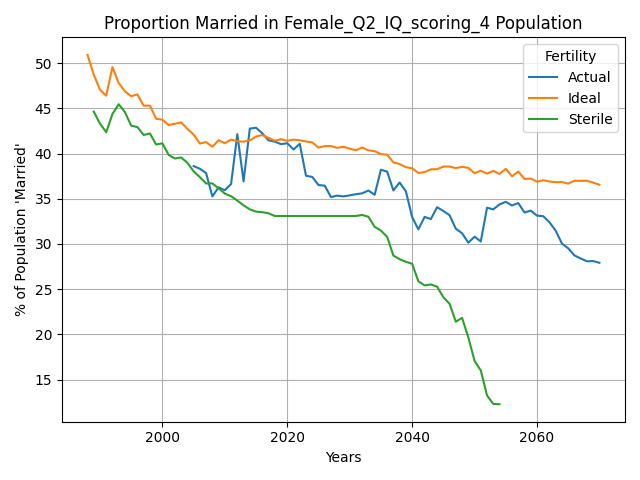 Proportion Married in Female_Q2_IQ_scoring_4 Population
% of Population 'Married'
50
45
40
35
30
25
20
15
Fertility
Actual
Ideal
Sterile
2000
2020
2040
2060
Years